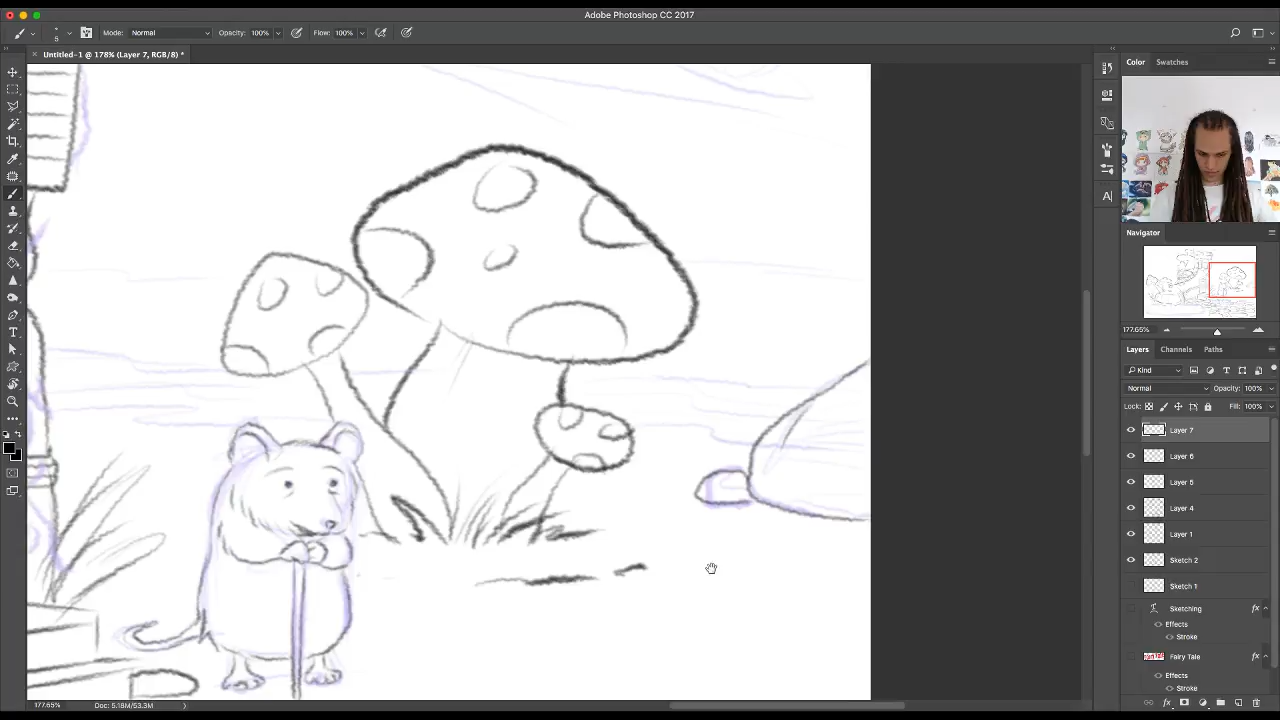 Adobe Photoshop CC 2017
5
Mode: Normal
Opacity: 100%
Flow: 100%
Untitled-1 @ 178% (Layer 7, RGB/8) *
Color
Swatches
Navigator
177.65%
Layers
Channels
Paths
Kind
Normal
Opacity: 100%
Lock:
Fill: 100%
Layer 7
Layer 6
Layer 5
Layer 4
Layer 1
Sketch 2
Sketch 1
Sketching
fx
Effects
Stroke
Fairy Tale
fx
Effects
Stroke
177.65%
Doc: 5.18M/53.3M